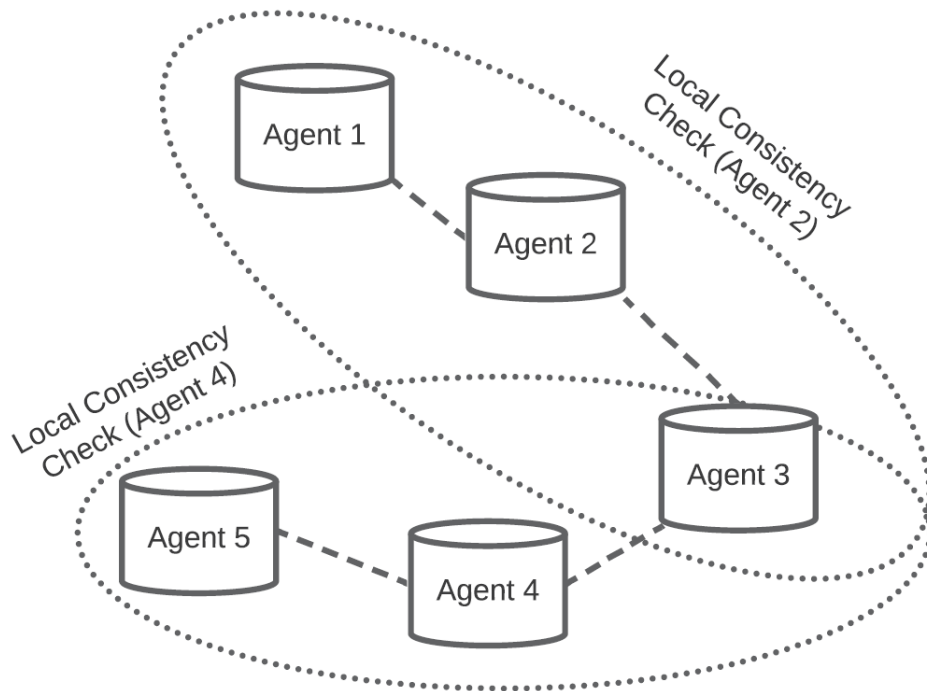 Agent 1
Local Consistency
Check (Agent 2)
Agent 2
Local Consistency
Check (Agent 4)
Agent 3
Agent 5
Agent 4